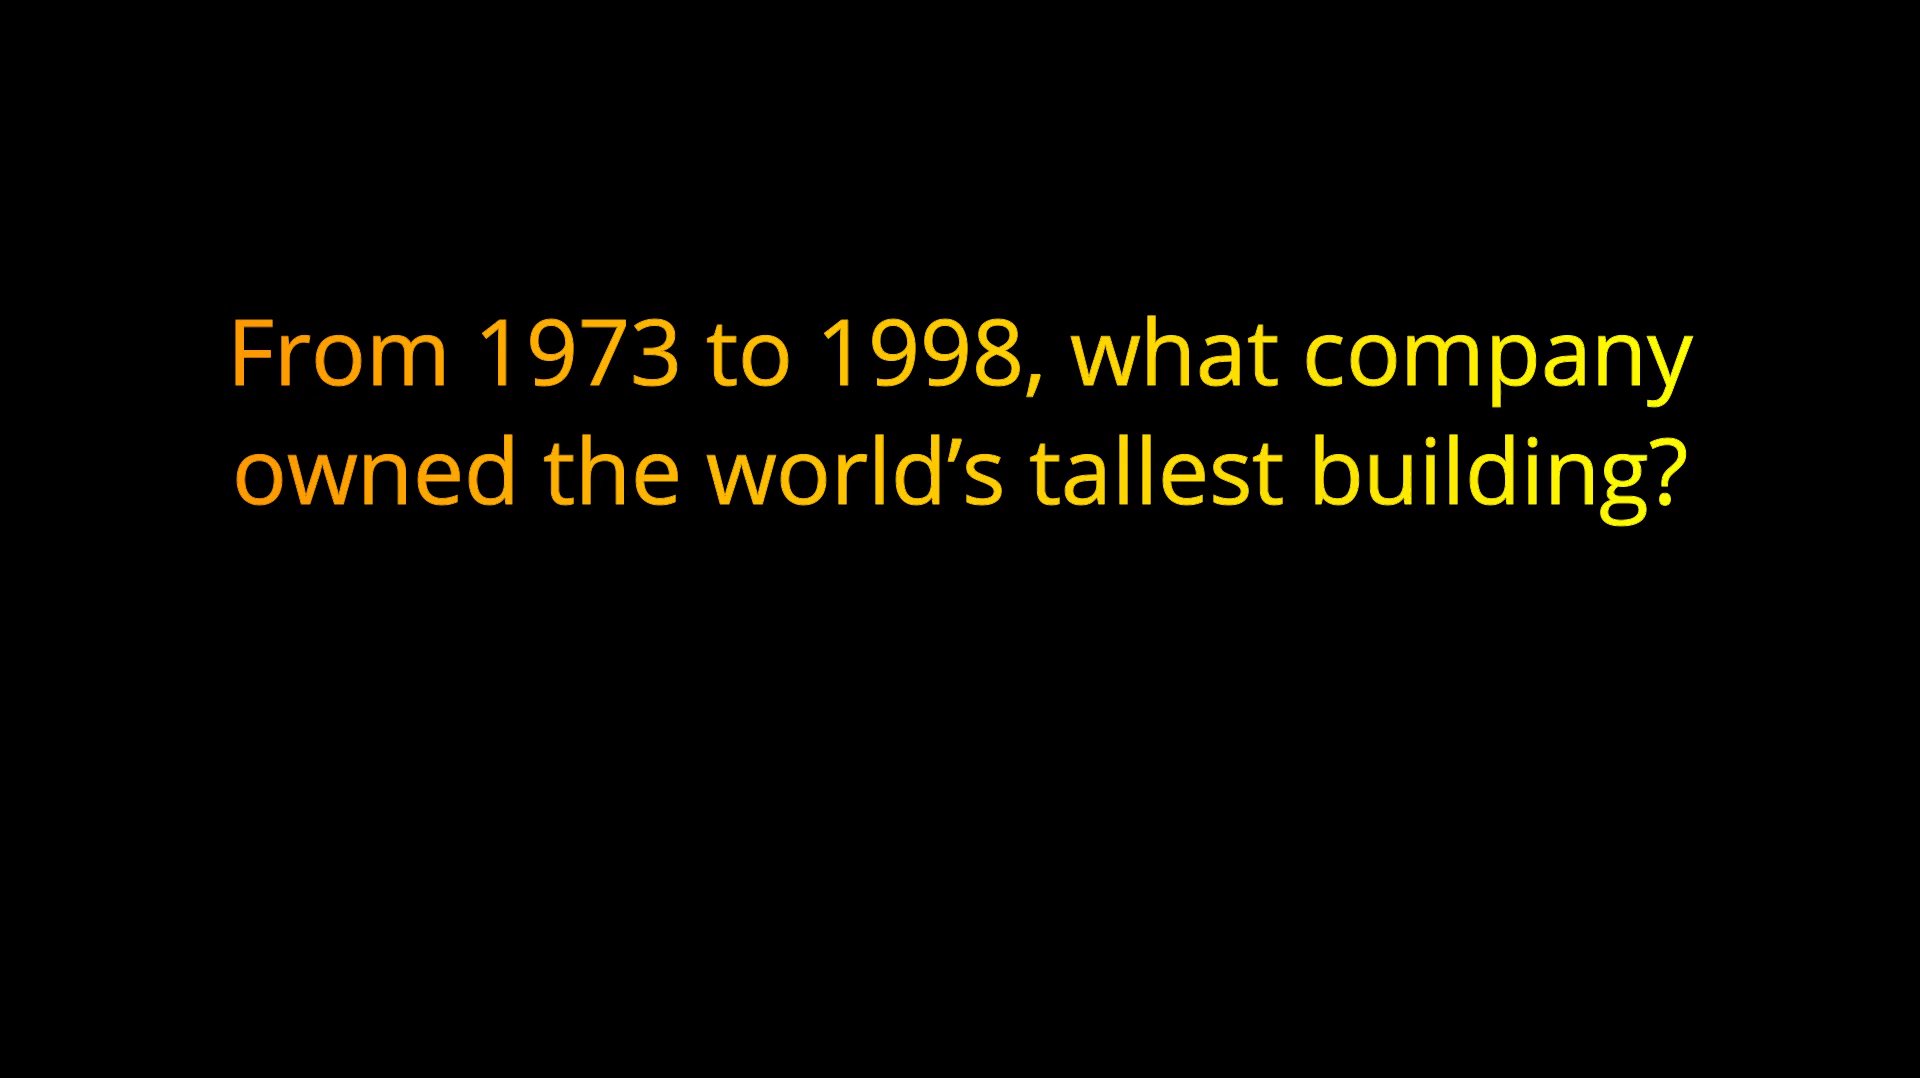 From 1973 to 1998, what company
owned the world’s tallest building?